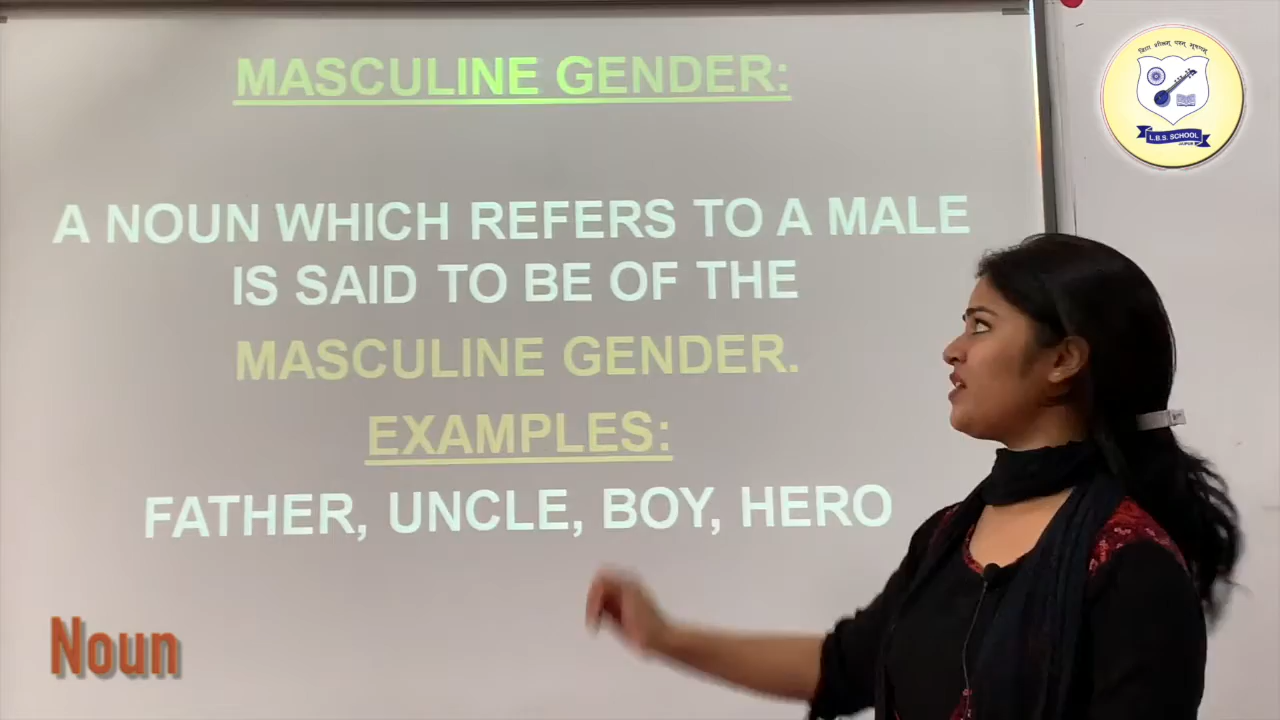 MASCULINE GENDER:
A NOUN WHICH REFERS TO A MALE
IS SAID TO BE OF THE
MASCULINE GENDER.
EXAMPLES:
FATHER, UNCLE, BOY, HERO
Noun
L.B.S. SCHOOL
JAIPUR